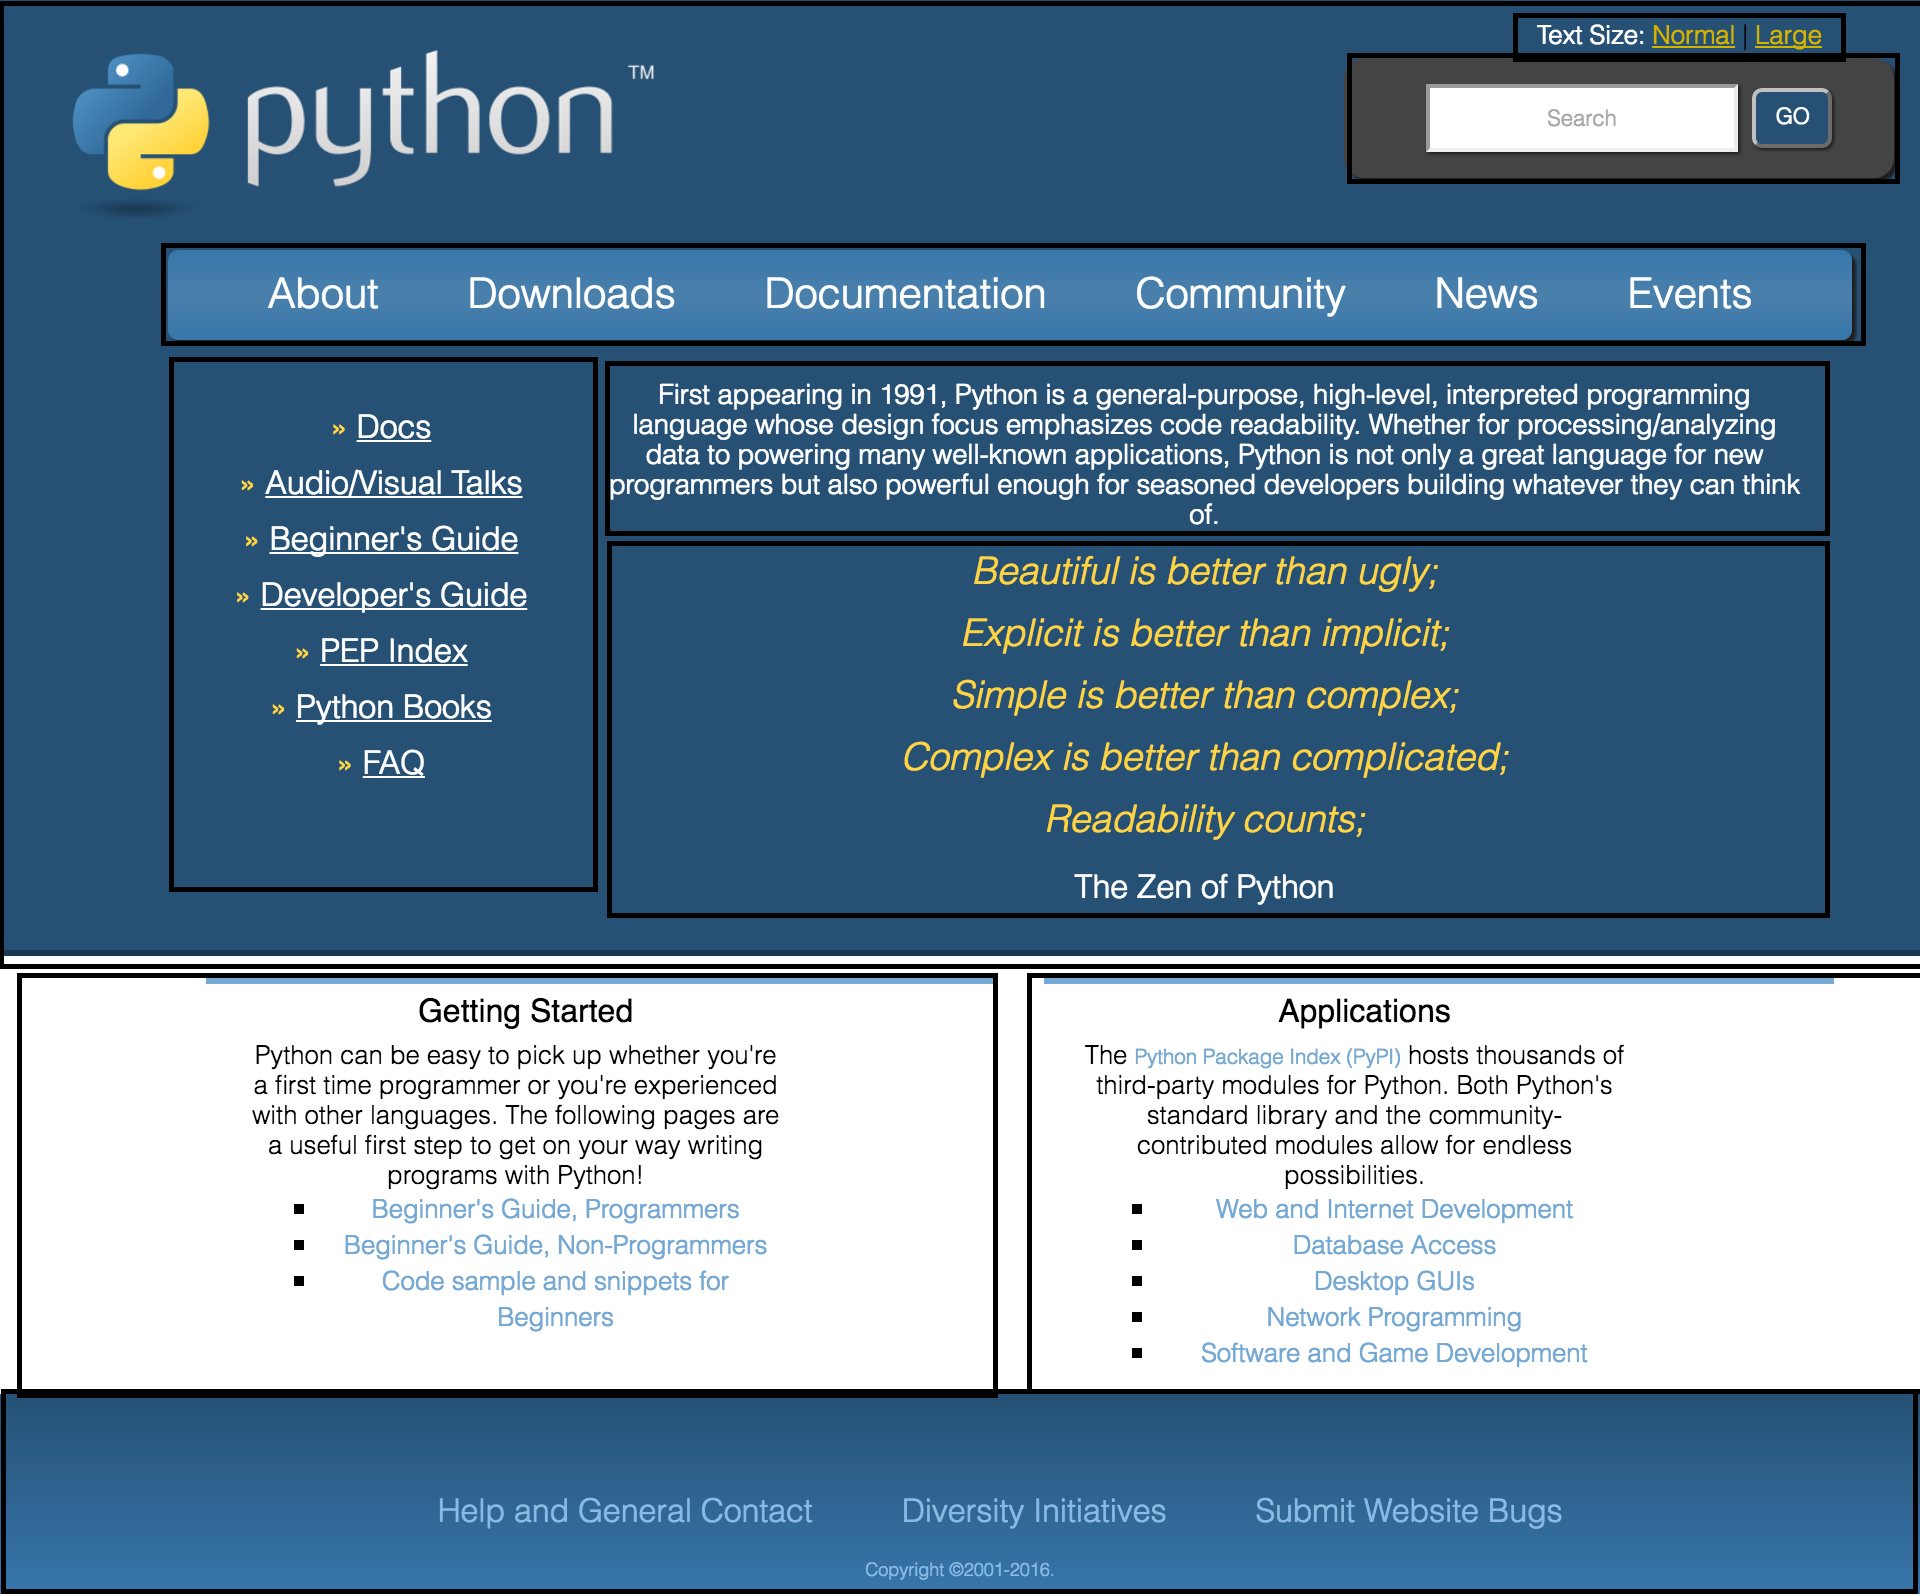 Text Size: Normal | Large
python TM
Search
GO
About Downloads Documentation Community News Events
» Docs
» Audio/Visual Talks
» Beginner's Guide
» Developer's Guide
» PEP Index
» Python Books
» FAQ
First appearing in 1991, Python is a general-purpose, high-level, interpreted programming
language whose design focus emphasizes code readability. Whether for processing/analyzing
data to powering many well-known applications, Python is not only a great language for new
programmers but also powerful enough for seasoned developers building whatever they can think
of.
Beautiful is better than ugly;
Explicit is better than implicit;
Simple is better than complex;
Complex is better than complicated;
Readability counts;
The Zen of Python
Getting Started
Python can be easy to pick up whether you're
a first time programmer or you're experienced
with other languages. The following pages are
a useful first step to get on your way writing
programs with Python!
Beginner's Guide, Programmers
Beginner's Guide, Non-Programmers
Code sample and snippets for
Beginners
Applications
The Python Package Index (PyPI) hosts thousands of
third-party modules for Python. Both Python's
standard library and the community-
contributed modules allow for endless
possibilities.
Web and Internet Development
Database Access
Desktop GUIs
Network Programming
Software and Game Development
Help and General Contact Diversity Initiatives Submit Website Bugs
Copyright ©2001-2016.